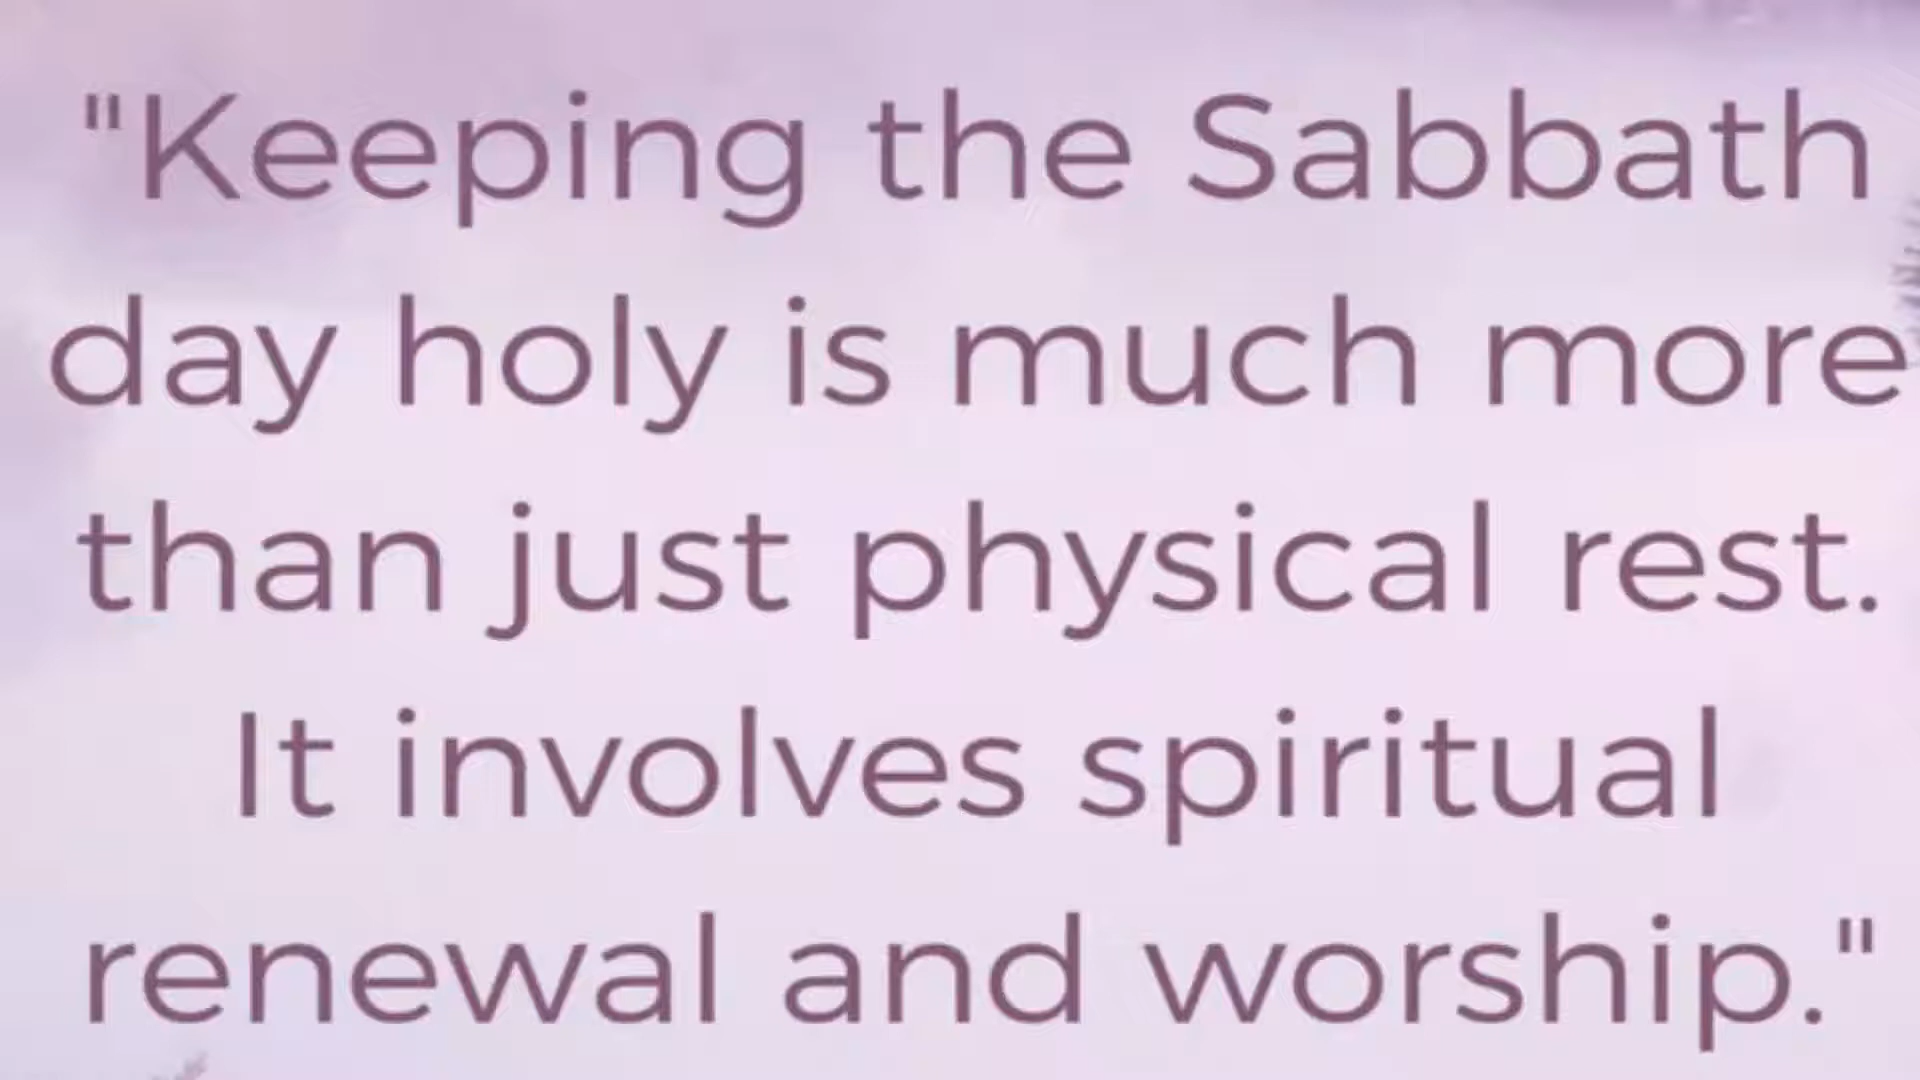 "Keeping the Sabbath
day holy is much more
than just physical rest.
It involves spiritual
renewal and worship."